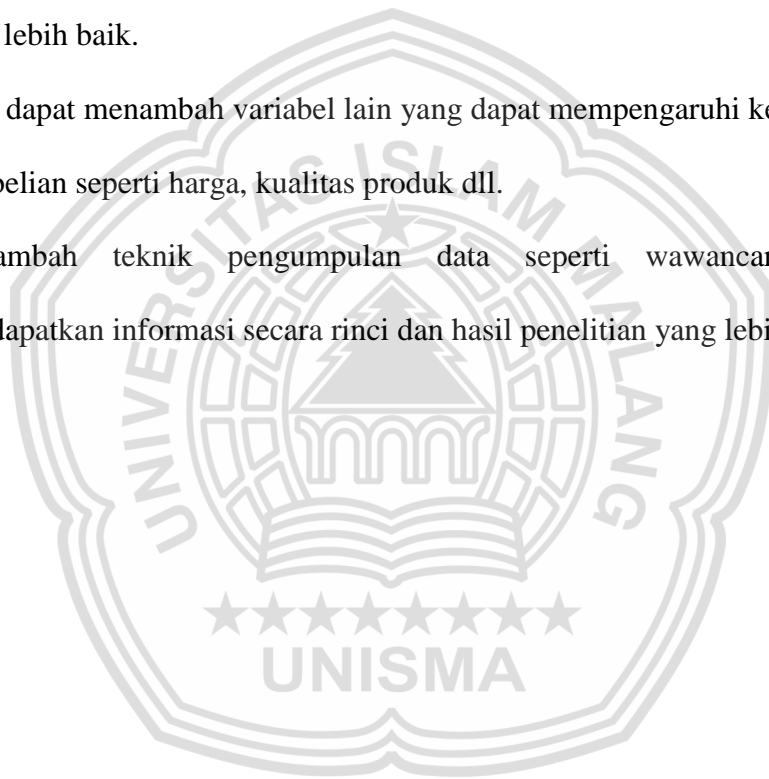 lebih baik.
dapat menambah variabel lain yang dapat mempengaruhi ke
elian seperti harga, kualitas produk dll.
ambah teknik pengumpulan data seperti wawancar
dapatkan informasi secara rinci dan hasil penelitian yang lebi
UNIVERSITAS ISLAM MALANG
UNISMA